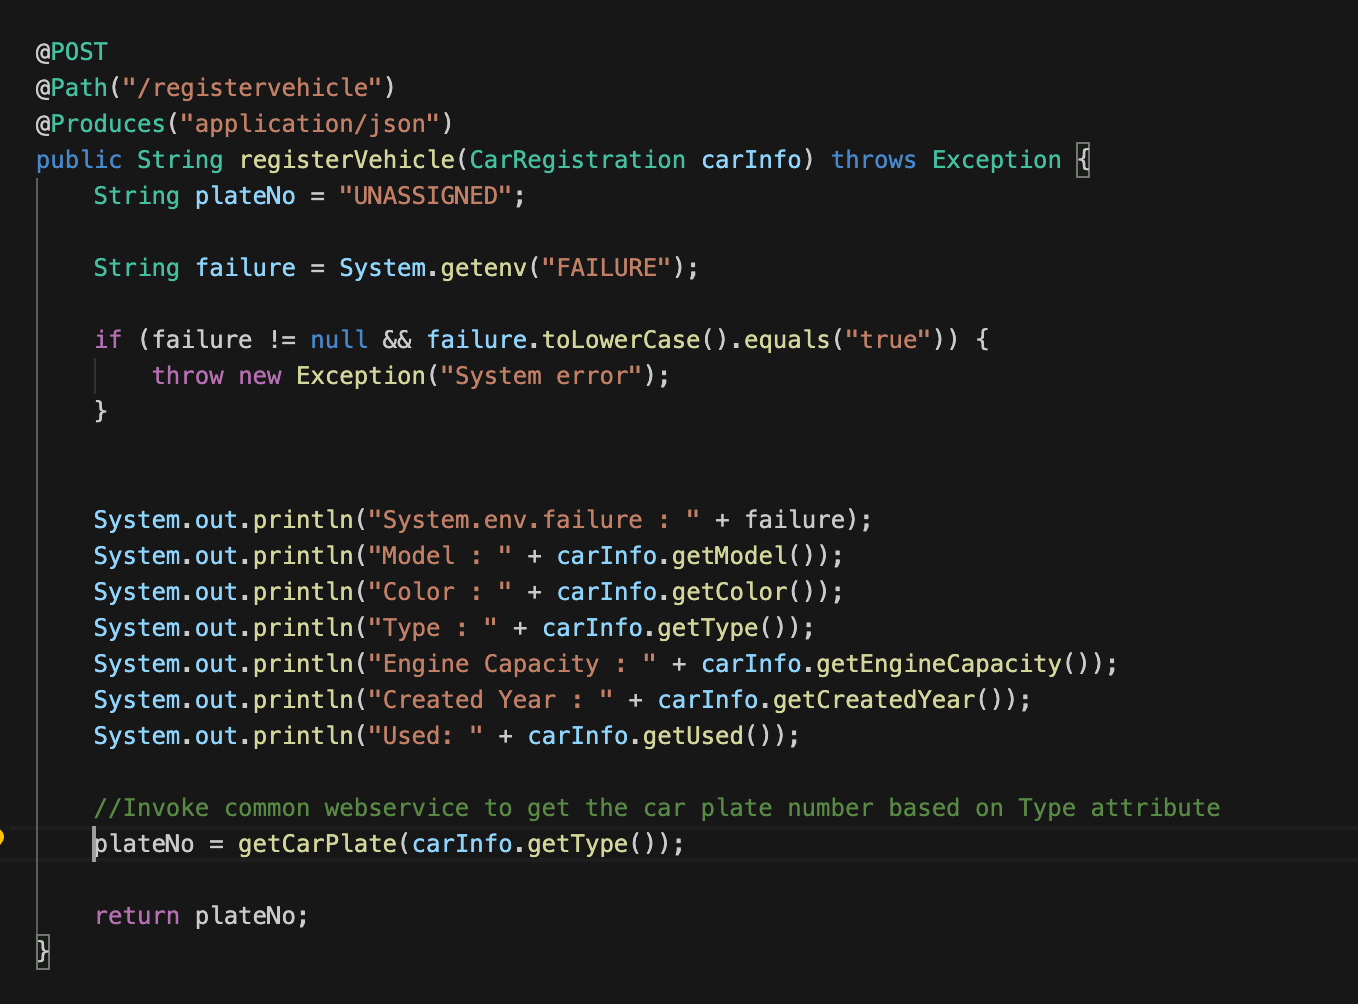 @POST
@Path("/registervehicle")
@Produces("application/json")
public String registerVehicle(CarRegistration carInfo) throws Exception {
    String plateNo = "UNASSIGNED";

    String failure = System.getenv("FAILURE");

    if (failure != null && failure.toLowerCase().equals("true")) {
        throw new Exception("System error");
    }


    System.out.println("System.env.failure : " + failure);
    System.out.println("Model : " + carInfo.getModel());
    System.out.println("Color : " + carInfo.getColor());
    System.out.println("Type : " + carInfo.getType());
    System.out.println("Engine Capacity : " + carInfo.getEngineCapacity());
    System.out.println("Created Year : " + carInfo.getCreatedYear());
    System.out.println("Used: " + carInfo.getUsed());

    //Invoke common webservice to get the car plate number based on Type attribute
    plateNo = getCarPlate(carInfo.getType());

    return plateNo;
}